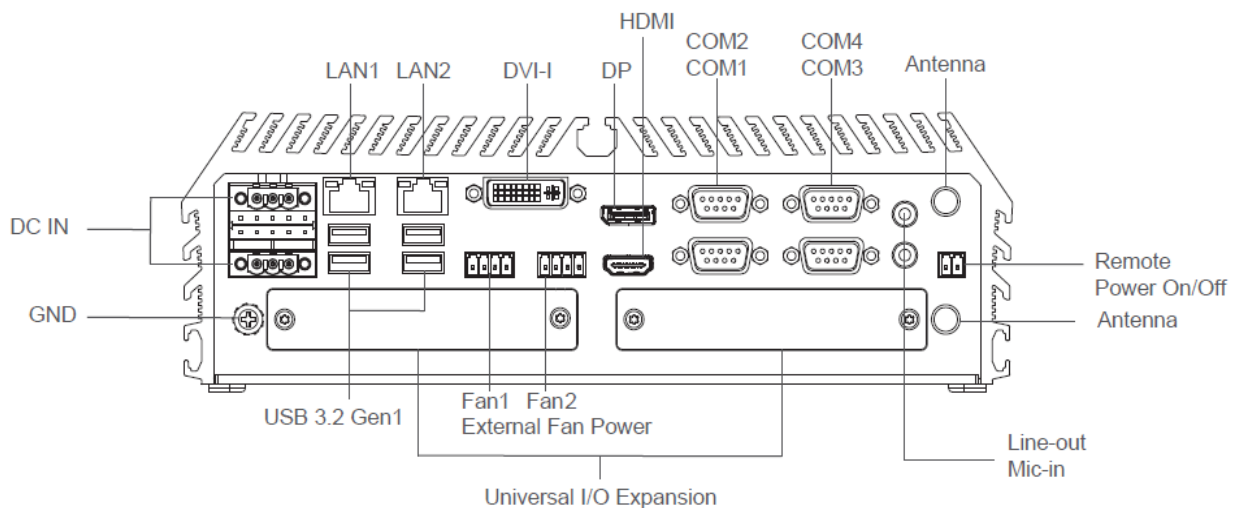 HDMI
COM2
COM1
COM4
COM3
LAN1
LAN2
DVI-I
DP
Antenna
DC IN
GND
Remote
Power On/Off
Antenna
USB 3.2 Gen1
Fan1
Fan2
External Fan Power
Line-out
Mic-in
Universal I/O Expansion